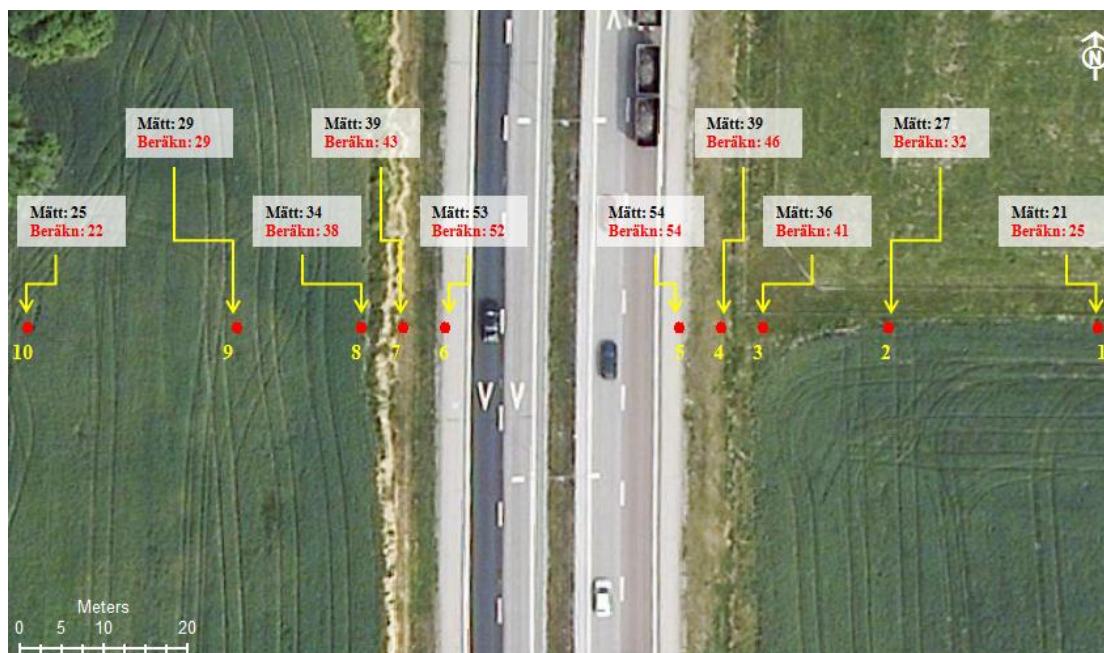 N
Mätt: 29
Beräkn: 29
Mätt: 39
Beräkn: 43
Mätt: 39
Beräkn: 46
Mätt: 27
Beräkn: 32
Mätt: 25
Beräkn: 22
Mätt: 34
Beräkn: 38
Mätt: 53
Beräkn: 52
Mätt: 54
Beräkn: 54
Mätt: 36
Beräkn: 41
Mätt: 21
Beräkn: 25
10
9
8
7
6
5
4
3
2
1
Meters
0 5 10 20